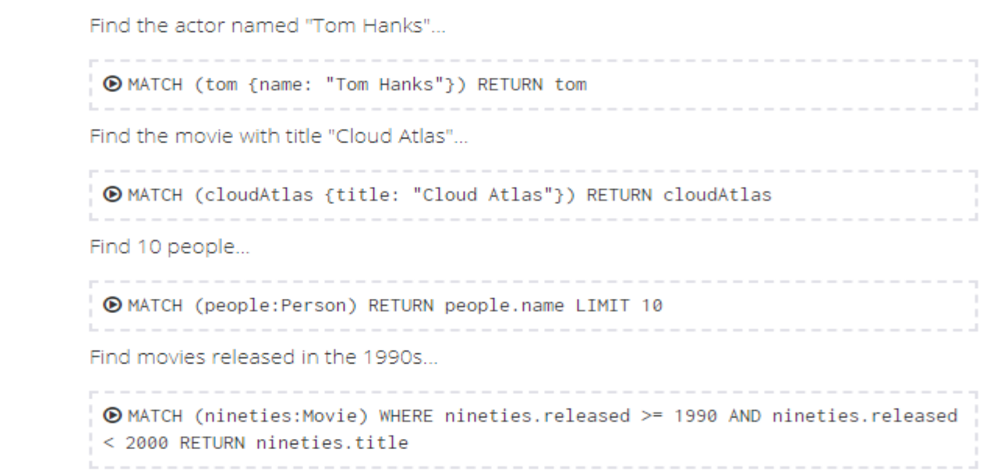 Find the actor named "Tom Hanks"...
MATCH (tom {name: "Tom Hanks"}) RETURN tom
Find the movie with title "Cloud Atlas"...
MATCH (cloudAtlas {title: "Cloud Atlas"}) RETURN cloudAtlas
Find 10 people...
MATCH (people:Person) RETURN people.name LIMIT 10
Find movies released in the 1990s...
MATCH (nineties:Movie) WHERE nineties.released >= 1990 AND nineties.released
< 2000 RETURN nineties.title